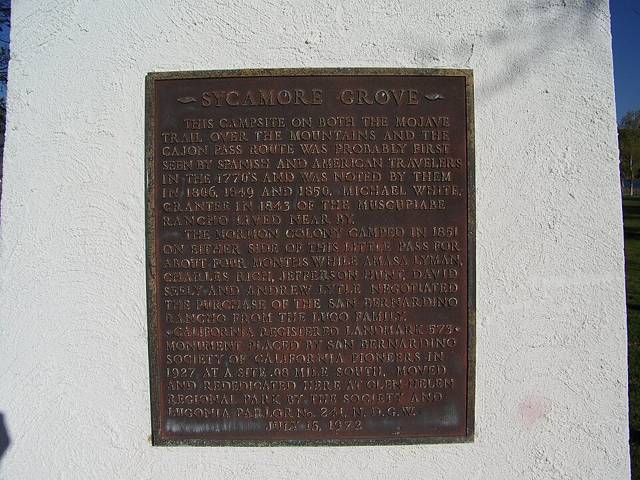 SYCAMORE GROVE
THIS CAMPSITE ON BOTH THE MOJAVE
TRAIL OVER THE MOUNTAINS AND THE
CAJON PASS ROUTE WAS PROBABLY FIRST
SEEN BY SPANISH AND AMERICAN TRAVELERS
IN THE 1770'S AND WAS NOTED BY THEM
IN 1806, 1849 AND 1850. MICHAEL WHITE,
GRANTEE IN 1843 OF THE MUSCUPIABE
RANCHO LIVED NEAR BY.
THE MORMON COLONY CAMPED IN 1851
ON EITHER SIDE OF THIS LITTLE PASS FOR
ABOUT FOUR MONTHS WHILE AMASA LYMAN,
CHARLES RICH, JEFFERSON HUNT, DAVID
SEELY AND ANDREW LYTLE NEGOTIATED
THE PURCHASE OF THE SAN BERNARDINO
RANCHO FROM THE LUGO FAMILY.
·CALIFORNIA REGISTERED LANDMARK 573·
MONUMENT PLACED BY SAN BERNARDINO
SOCIETY OF CALIFORNIA PIONEERS IN
1927 AT A SITE .08 MILE SOUTH. MOVED
AND REDEDICATED HERE AT GLEN HELEN
REGIONAL PARK BY THE SOCIETY AND
LUGONIA PARLOR No. 241, N. D. G. W.
JULY 15, 1972